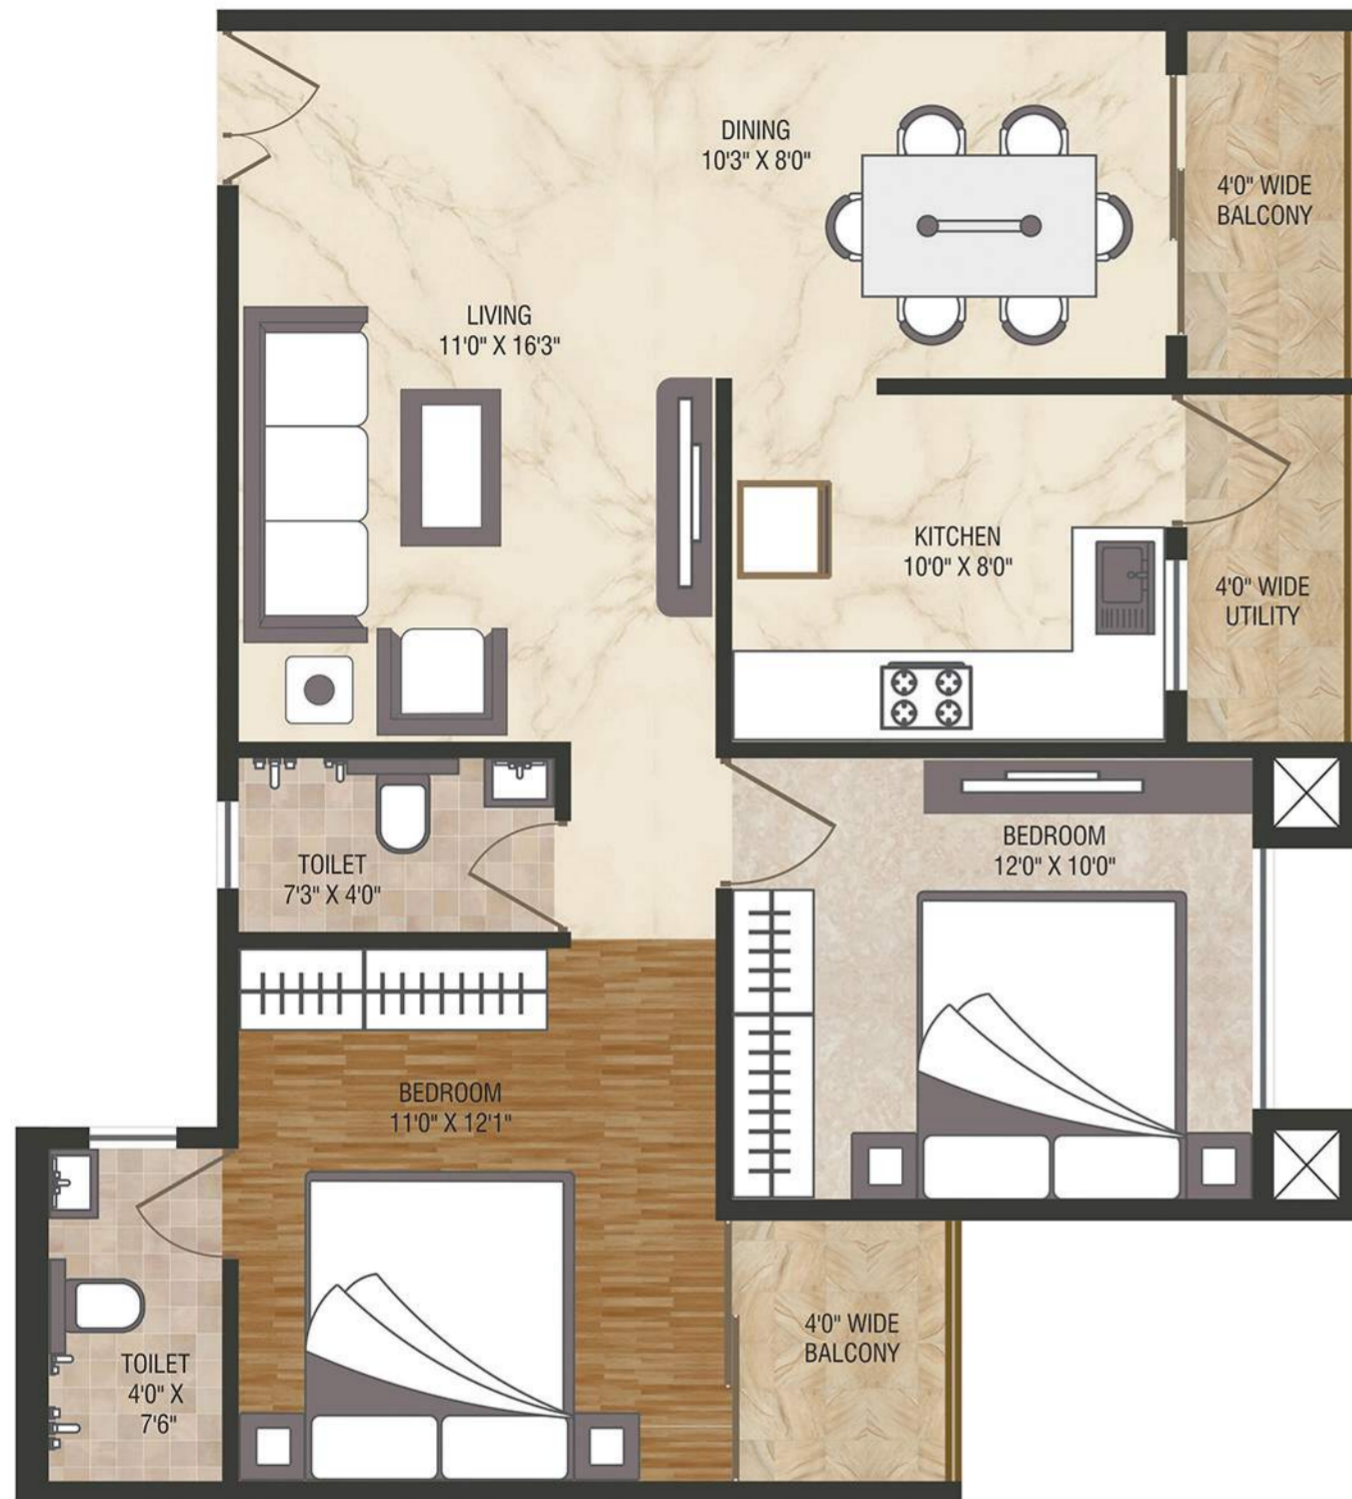 DINING
10'3" X 8'0"
4'0" WIDE
BALCONY
LIVING
11'0" X 16'3"
KITCHEN
10'0" X 8'0"
4'0" WIDE
UTILITY
TOILET
7'3" X 4'0"
BEDROOM
12'0" X 10'0"
BEDROOM
11'0" X 12'1"
4'0" WIDE
BALCONY
TOILET
4'0" X
7'6"